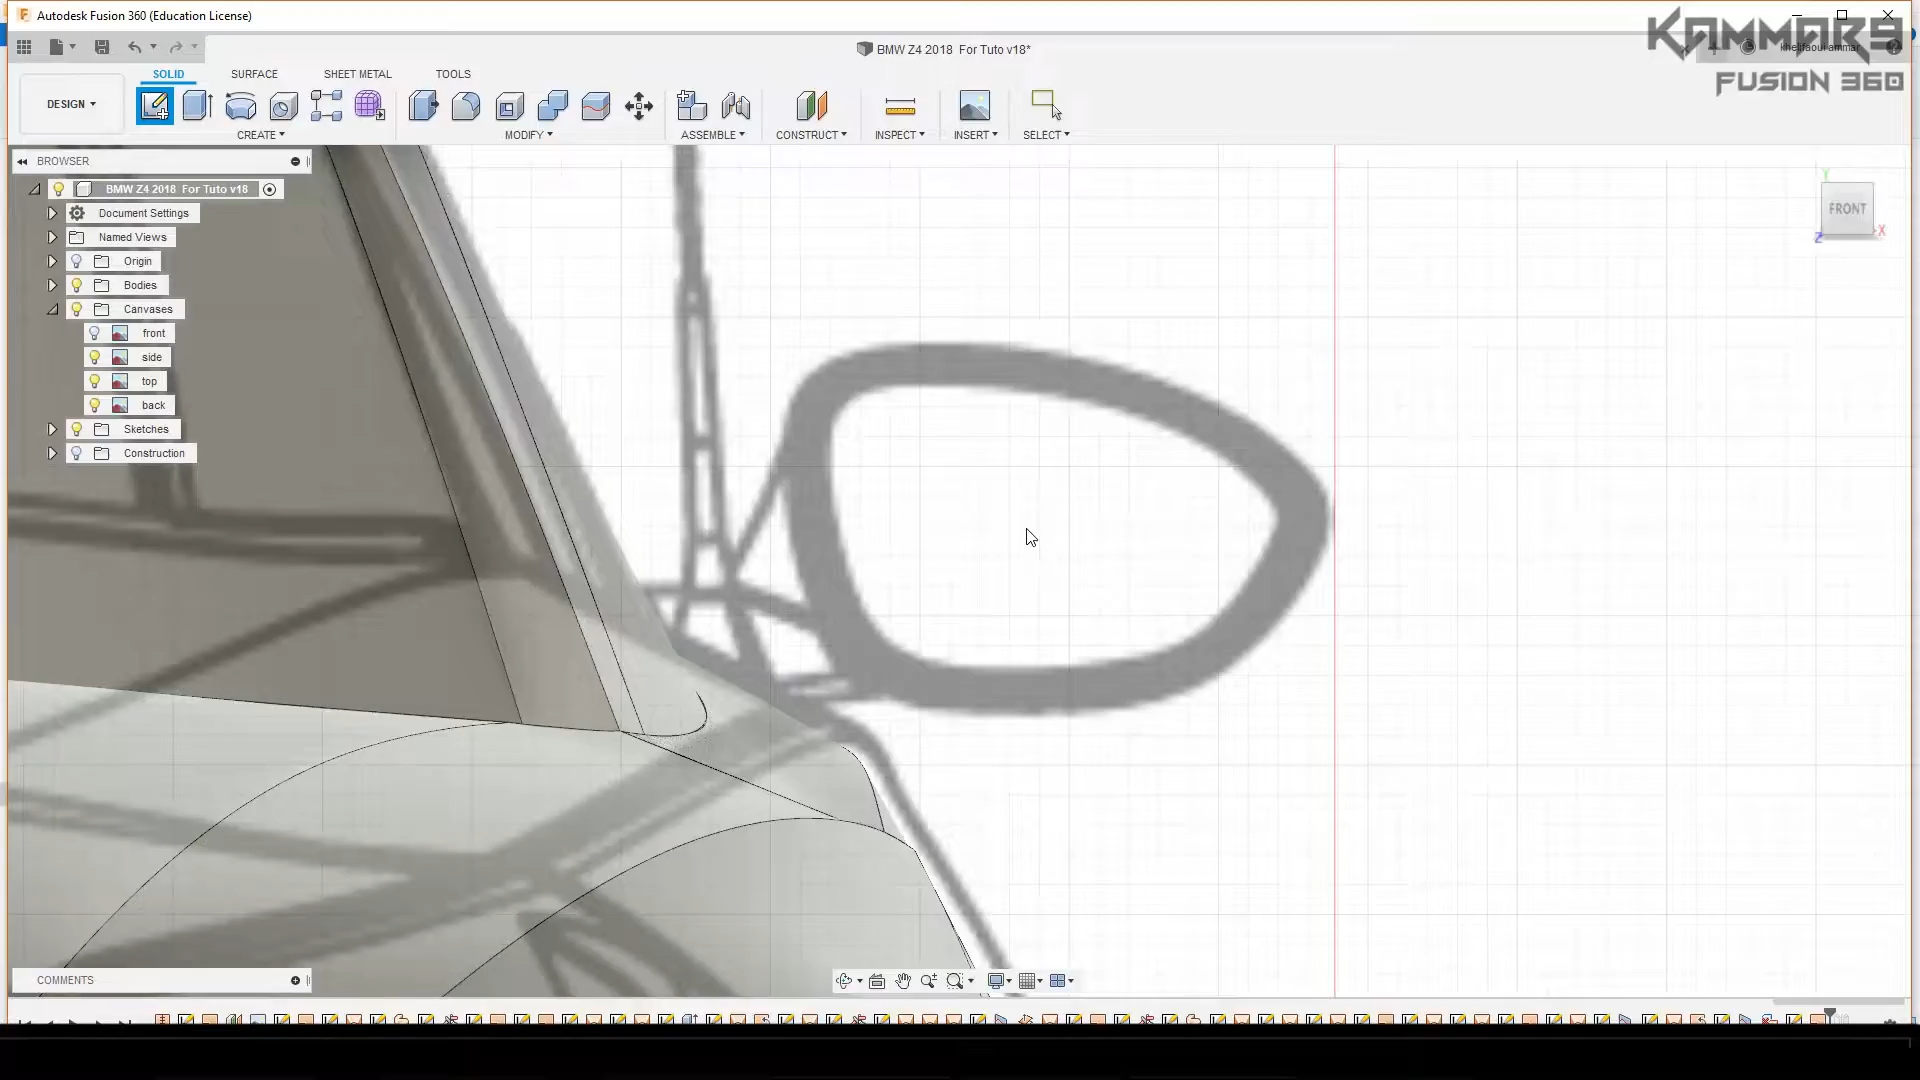 Autodesk Fusion 360 (Education License)
KAMMARS
FUSION 360
BMW Z4 2018 For Tuto v18*
khelifaoui ammar
SOLID SURFACE SHEET METAL TOOLS
DESIGN
CREATE MODIFY ASSEMBLE CONSTRUCT INSPECT INSERT SELECT
BROWSER
BMW Z4 2018 For Tuto v18
Document Settings
Named Views
Origin
Bodies
Canvases
front
side
top
back
Sketches
Construction
Y
FRONT
Z
X
COMMENTS